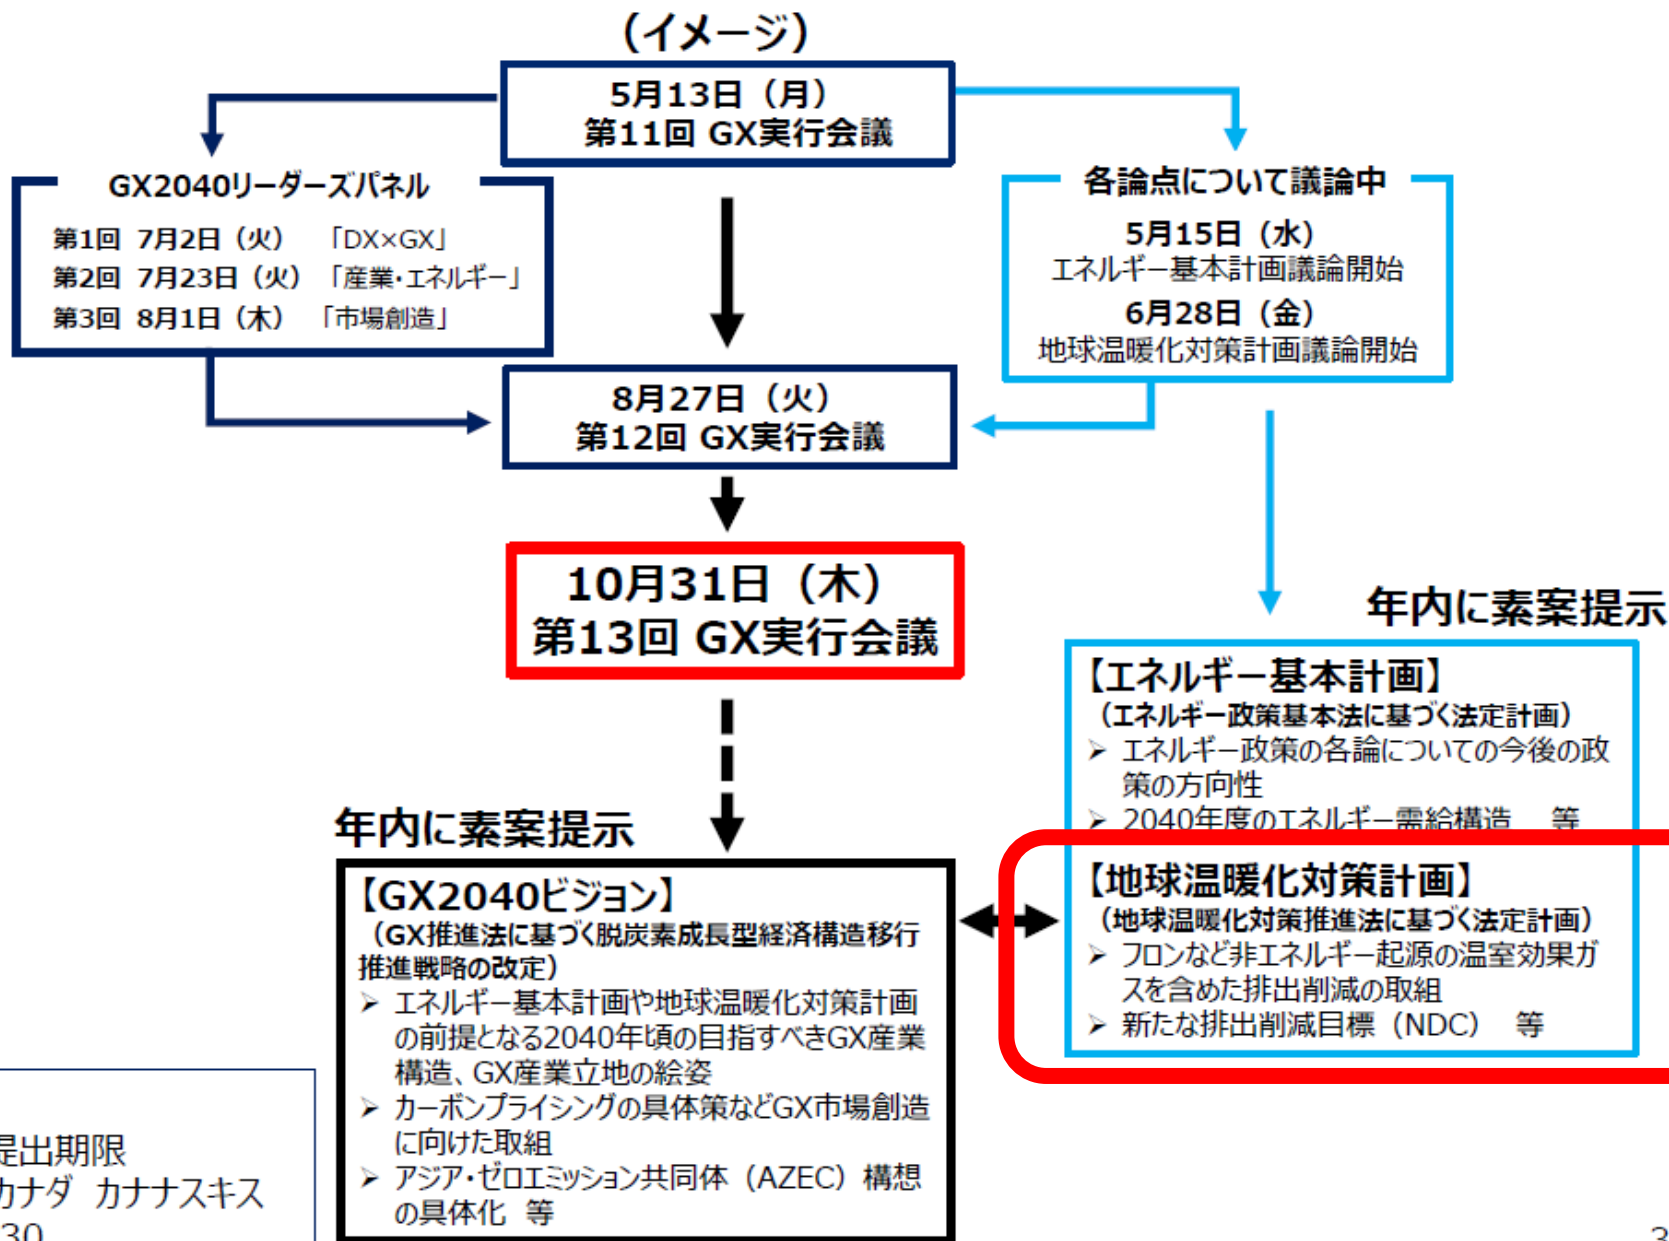 (イメージ)
5月13日（月）
第11回 GX実行会議
GX2040リーダーズパネル
第1回 7月2日（火） 「DX×GX」
第2回 7月23日（火）「産業・エネルギー」
第3回 8月1日（木） 「市場創造」
各論点について議論中
5月15日（水）
エネルギー基本計画議論開始
6月28日（金）
地球温暖化対策計画議論開始
8月27日（火）
第12回 GX実行会議
10月31日（木）
第13回 GX実行会議
年内に素案提示
【エネルギー基本計画】
（エネルギー政策基本法に基づく法定計画）
➢ エネルギー政策の各論についての今後の政
策の方向性
➢ 2040年度のエネルギー需給構造 等
【地球温暖化対策計画】
（地球温暖化対策推進法に基づく法定計画）
➢ フロンなど非エネルギー起源の温室効果ガ
スを含めた排出削減の取組
➢ 新たな排出削減目標（NDC） 等
年内に素案提示
【GX2040ビジョン】
（GX推進法に基づく脱炭素成長型経済構造移行
推進戦略の改定）
➢ エネルギー基本計画や地球温暖化対策計画
の前提となる2040年頃の目指すべきGX産業
構造、GX産業立地の絵姿
➢ カーボンプライシングの具体策などGX市場創造
に向けた取組
➢ アジア・ゼロエミッション共同体（AZEC）構想
の具体化 等
提出期限
カナダ カナナスキス
30
3